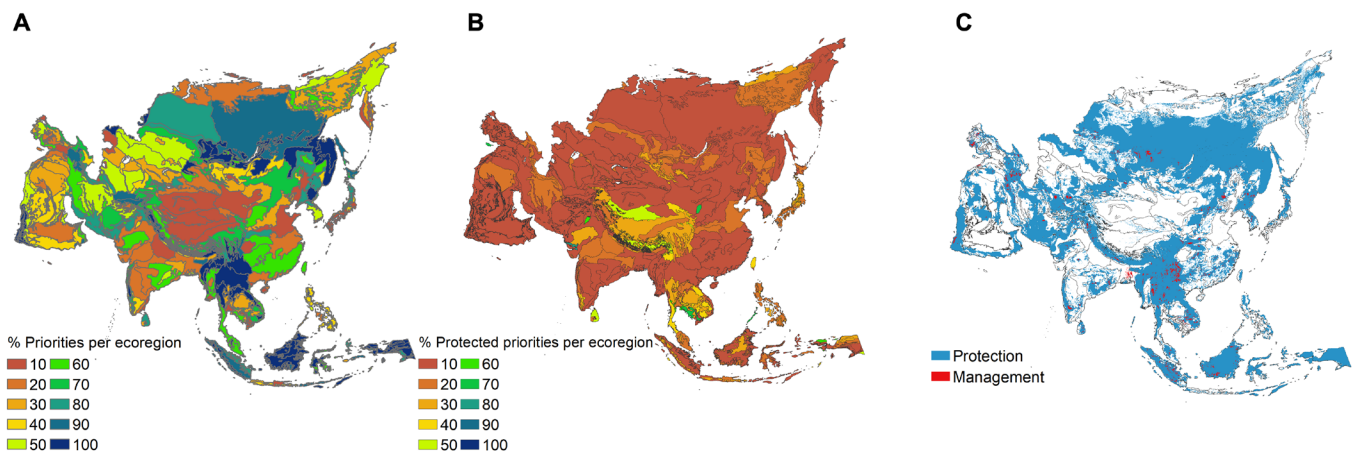 A
B
C
% Priorities per ecoregion
10 60
20 70
30 80
40 90
50 100
% Protected priorities per ecoregion
10 60
20 70
30 80
40 90
50 100
Protection
Management